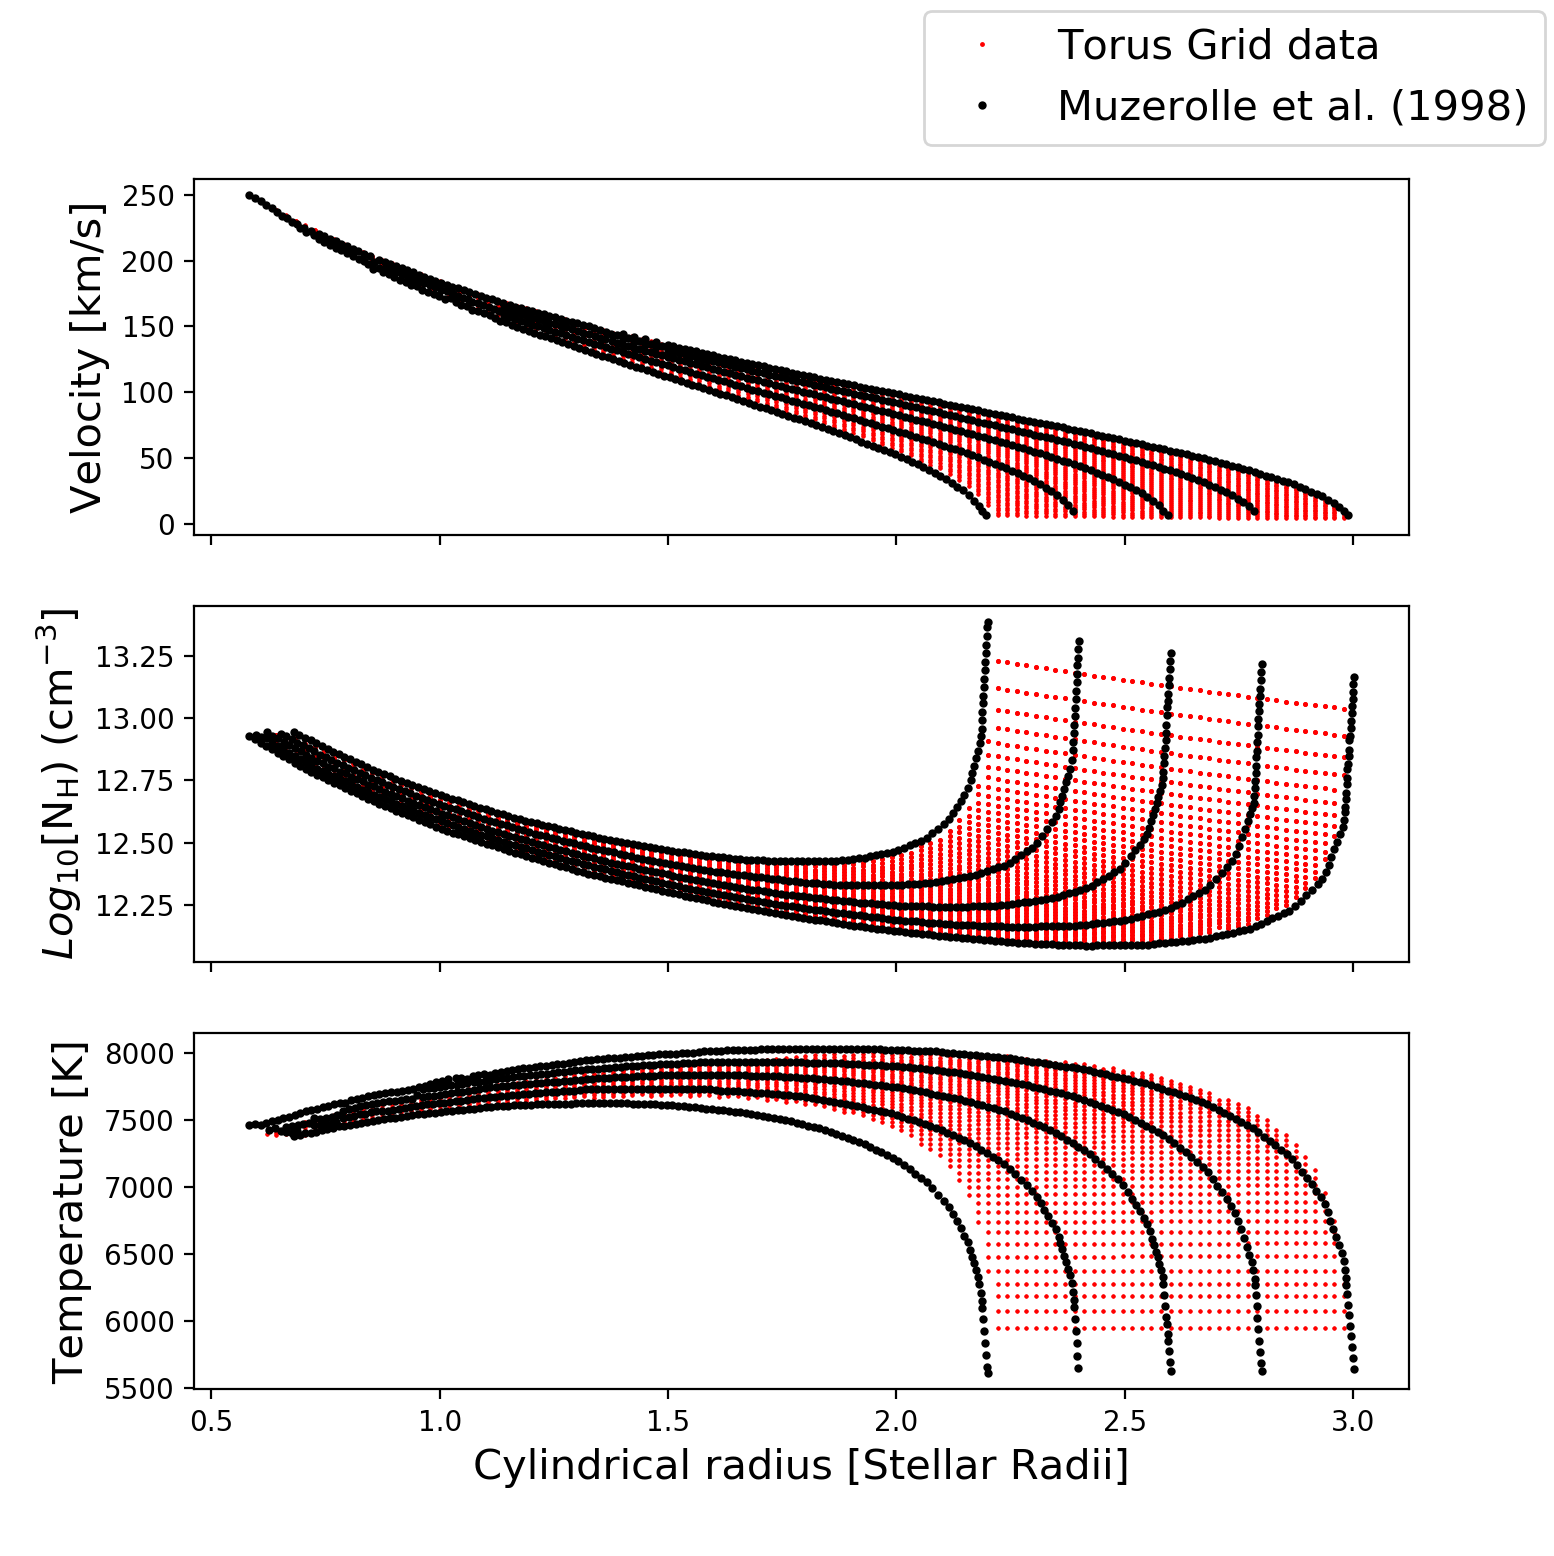 Torus Grid data
Muzerolle et al. (1998)
Velocity [km/s]
250
200
150
100
50
0
Log₁₀[N_H) (cm⁻³]
13.25
13.00
12.75
12.50
12.25
Temperature [K]
8000
7500
7000
6500
6000
5500
0.5 1.0 1.5 2.0 2.5 3.0
Cylindrical radius [Stellar Radii]